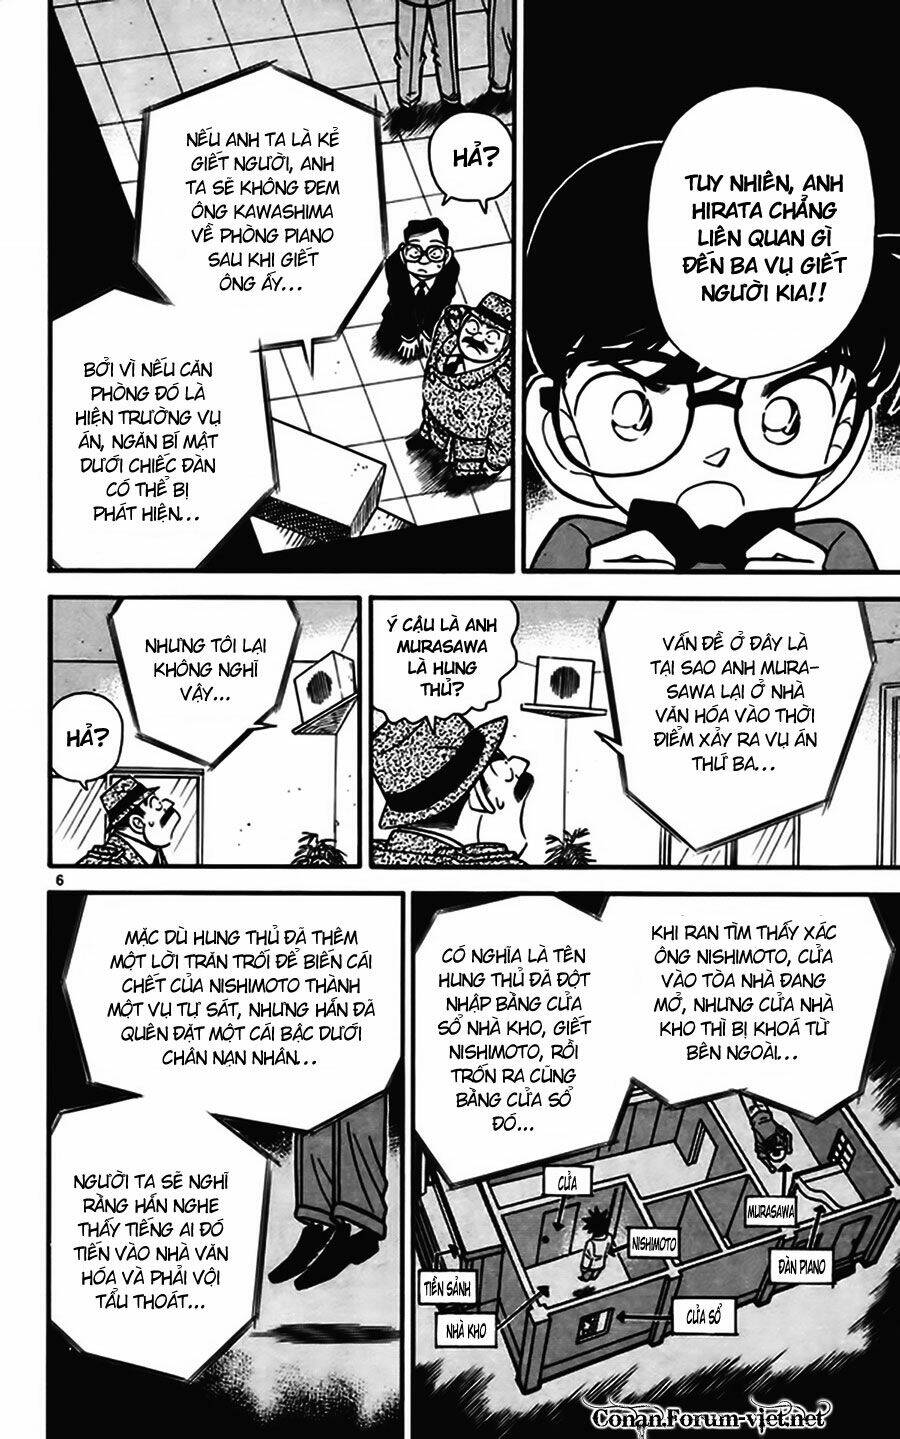 TUY NHIÊN, ANH
HIRATA CHẲNG
LIÊN QUAN GÌ
ĐẾN BA VỤ GIẾT
NGƯỜI KIA!!
HẢ?
NẾU ANH TA LÀ KẺ
GIẾT NGƯỜI, ANH
TA SẼ KHÔNG ĐEM
ÔNG KAWASHIMA
VỀ PHÒNG PIANO
SAU KHI GIẾT
ÔNG ẤY...
BỞI VÌ NẾU CĂN
PHÒNG ĐÓ LÀ
HIỆN TRƯỜNG VỤ
ÁN, NGĂN BÍ MẬT
DƯỚI CHIẾC ĐÀN
CÓ THỂ BỊ
PHÁT HIỆN...
VẤN ĐỀ Ở ĐÂY LÀ
TẠI SAO ANH MURA-
SAWA LẠI Ở NHÀ
VĂN HÓA VÀO THỜI
ĐIỂM XẢY RA VỤ ÁN
THỨ BA...
Ý CẬU LÀ ANH
MURASAWA
LÀ HUNG
THỦ?
NHƯNG TÔI LẠI
KHÔNG NGHĨ
VẬY...
HẢ?
6
KHI RAN TÌM THẤY XÁC
ÔNG NISHIMOTO, CỬA
VÀO TÒA NHÀ ĐANG
MỞ, NHƯNG CỬA NHÀ
KHO THÌ BỊ KHOÁ TỪ
BÊN NGOÀI...
CÓ NGHĨA LÀ TÊN
HUNG THỦ ĐÃ ĐỘT
NHẬP BẰNG CỬA
SỔ NHÀ KHO, GIẾT
NISHIMOTO, RỒI
TRỐN RA CŨNG
BẰNG CỬA SỔ
ĐÓ...
CỬA
MURASAWA
NISHIMOTO
ĐÀN PIANO
TIỀN SẢNH
CỬA SỔ
NHÀ KHO
MẶC DÙ HUNG THỦ ĐÃ THÊM
MỘT LỜI TRĂN TRỐI ĐỂ BIẾN CÁI
CHẾT CỦA NISHIMOTO THÀNH
MỘT VỤ TỰ SÁT, NHƯNG HẮN ĐÃ
QUÊN ĐẶT MỘT CÁI BẬC DƯỚI
CHÂN NẠN NHÂN...
NGƯỜI TA SẼ NGHĨ
RẰNG HẮN NGHE
THẤY TIẾNG AI ĐÓ
TIẾN VÀO NHÀ VĂN
HÓA VÀ PHẢI VỘI
TẨU THOÁT...
Conan.Forum-viet.net